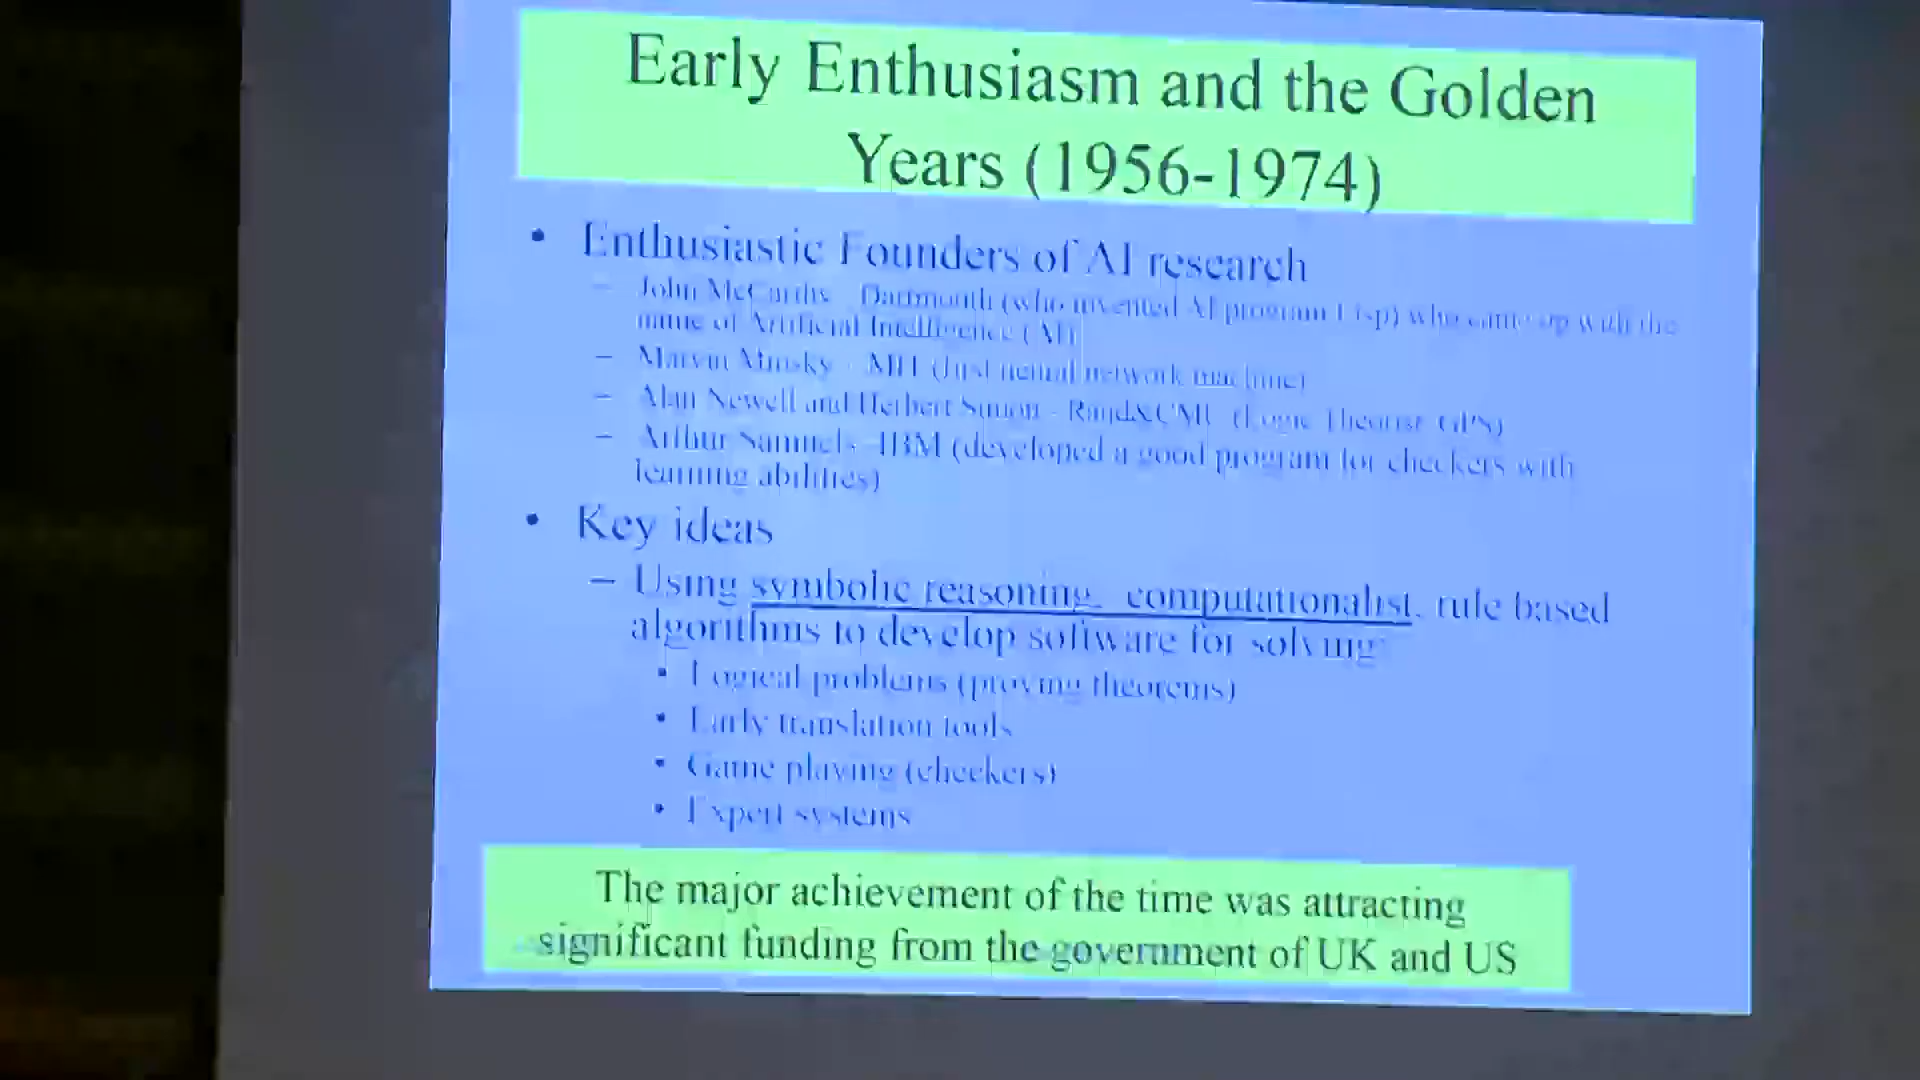 Early Enthusiasm and the Golden
Years (1956-1974)
• Enthusiastic Founders of AI research
– John McCarthy - Dartmouth (who invented AI program Lisp) who came up with the
name of Artificial Intelligence (AI)
– Marvin Minsky - MIT (first neural network machine)
– Alan Newell and Herbert Simon - Rand&CMU (Logic Theorist, GPS)
– Arthur Samuels -IBM (developed a good program for checkers with
learning abilities)
• Key ideas
– Using symbolic reasoning, computationalist, rule based
algorithms to develop software for solving
• Logical problems (proving theorems)
• Early translation tools
• Game playing (checkers)
• Expert systems
The major achievement of the time was attracting
significant funding from the government of UK and US